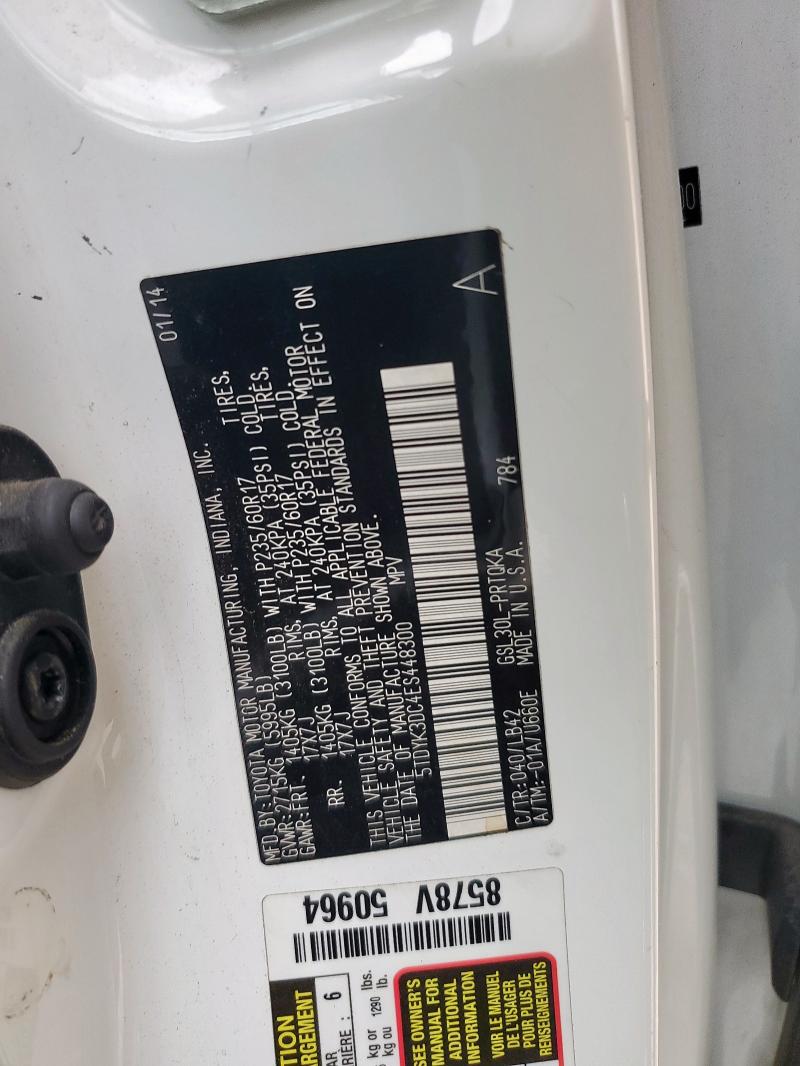 01/14
MFD.BY:TOYOTA MOTOR MANUFACTURING, INDIANA, INC.
GVWR:2715KG (5995LB)
GAWR:FRT. 1405KG (3100LB) WITH P235/60R17 TIRES,
17X7J RIMS, AT 240KPA (35PSI) COLD.
RR. 1405KG (3100LB) WITH P235/60R17 TIRES,
17X7J RIMS, AT 240KPA (35PSI) COLD.
THIS VEHICLE CONFORMS TO ALL APPLICABLE FEDERAL MOTOR
VEHICLE SAFETY AND THEFT PREVENTION STANDARDS IN EFFECT ON
THE DATE OF MANUFACTURE SHOWN ABOVE.
5TDYK3DC4ES448300 MPV
A
C/TR:040/LB42 GSL30L-PRTQKA 784
A/TM:-01A/U660E MADE IN U.S.A.
8578V 50964
6
kg or 1290 lbs.
kg ou lb.
SEE OWNER'S
MANUAL FOR
ADDITIONAL
INFORMATION
VOIR LE MANUEL
DE L'USAGER
POUR PLUS DE
RENSEIGNEMENTS